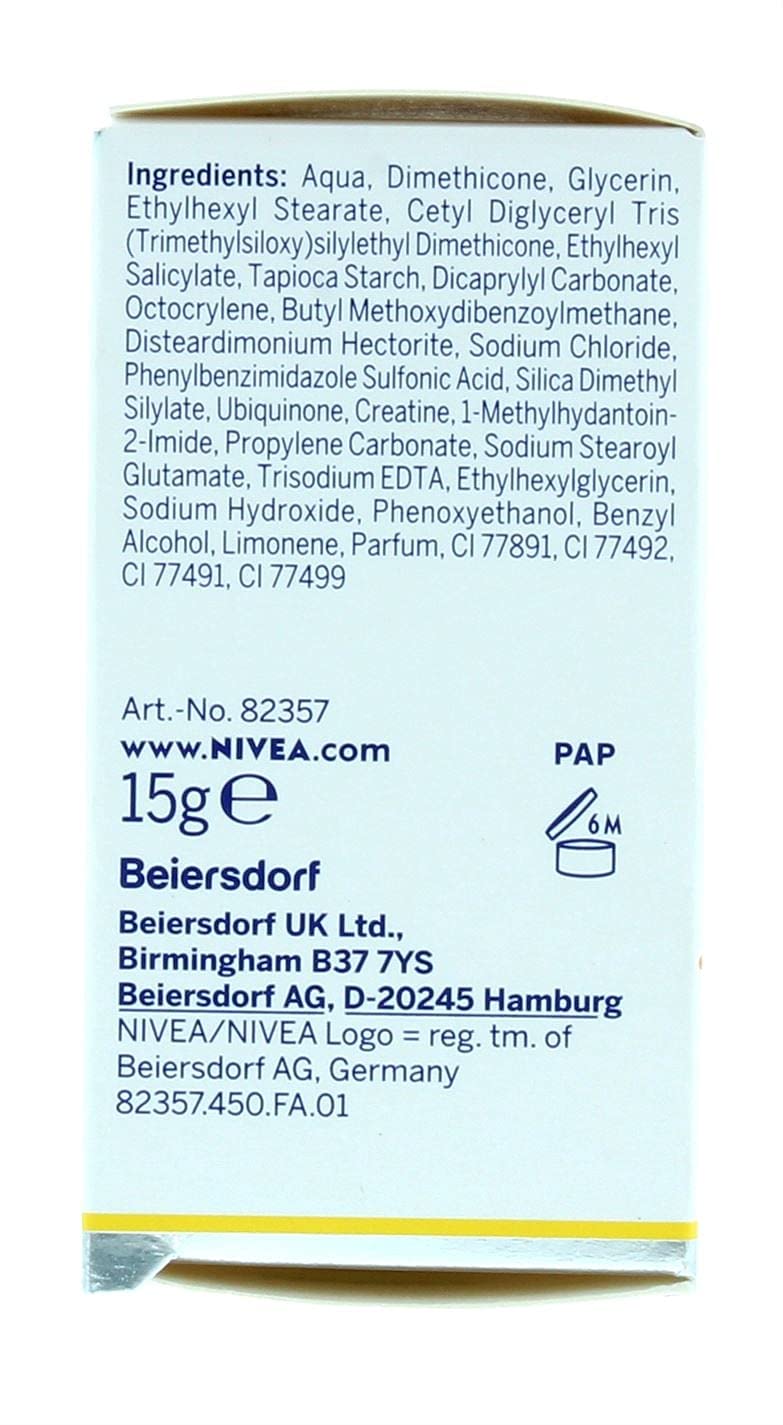 Ingredients: Aqua, Dimethicone, Glycerin,
Ethylhexyl Stearate, Cetyl Diglyceryl Tris
(Trimethylsiloxy)silylethyl Dimethicone, Ethylhexyl
Salicylate, Tapioca Starch, Dicaprylyl Carbonate,
Octocrylene, Butyl Methoxydibenzoylmethane,
Disteardimonium Hectorite, Sodium Chloride,
Phenylbenzimidazole Sulfonic Acid, Silica Dimethyl
Silylate, Ubiquinone, Creatine, 1-Methylhydantoin-
2-Imide, Propylene Carbonate, Sodium Stearoyl
Glutamate, Trisodium EDTA, Ethylhexylglycerin,
Sodium Hydroxide, Phenoxyethanol, Benzyl
Alcohol, Limonene, Parfum, CI 77891, CI 77492,
CI 77491, CI 77499
Art.-No. 82357
www.NIVEA.com
PAP
15g e
6M
Beiersdorf
Beiersdorf UK Ltd.,
Birmingham B37 7YS
Beiersdorf AG, D-20245 Hamburg
NIVEA/NIVEA Logo = reg. tm. of
Beiersdorf AG, Germany
82357.450.FA.01